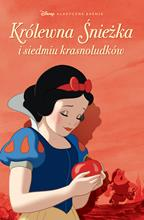 Disney KLASYCZNE BAŚNIE
Królewna Śnieżka
i siedmiu krasnoludków